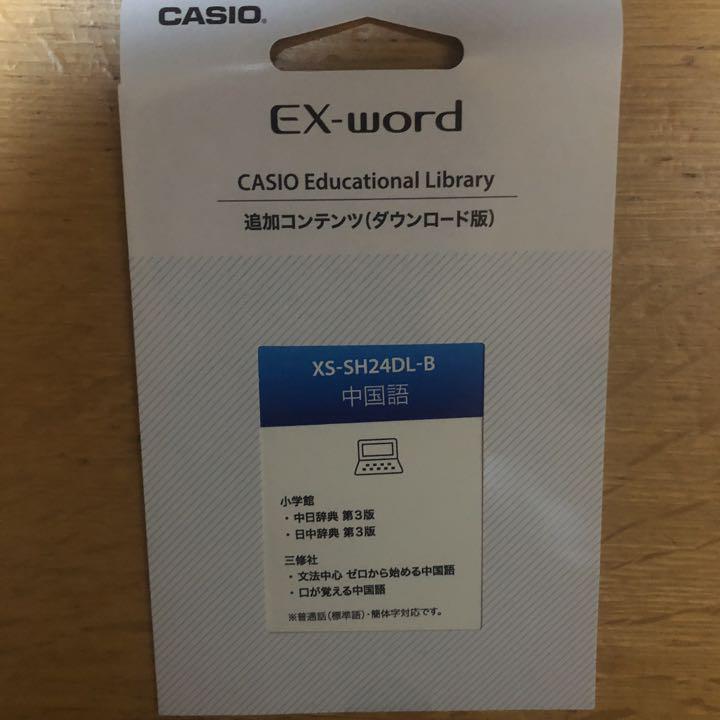 CASIO®
EX-word
CASIO Educational Library
追加コンテンツ(ダウンロード版)
XS-SH24DL-B
中国語
小学館
・中日辞典 第3版
・日中辞典 第3版
三修社
・文法中心 ゼロから始める中国語
・口が覚える中国語
※普通話(標準語)・簡体字対応です。